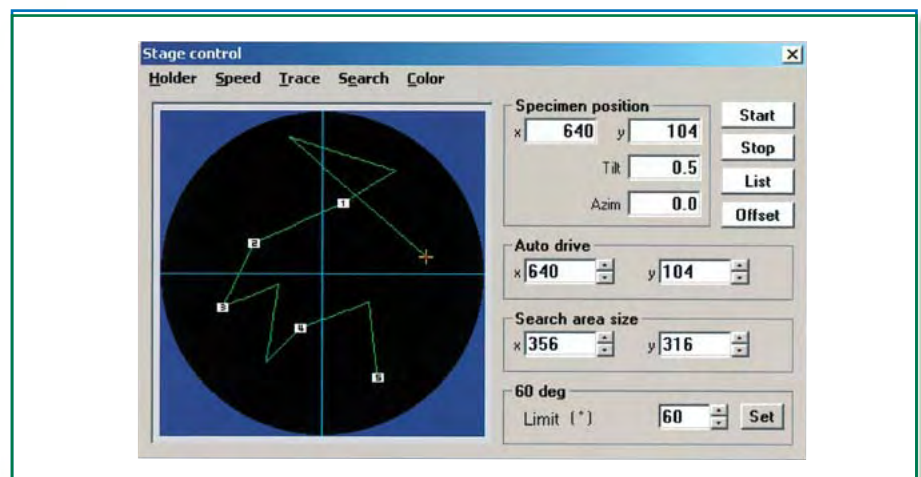 Stage control
Holder Speed Trace Search Color
Specimen position
x 640 y 104
Tilt 0.5
Azim 0.0
Start
Stop
List
Offset
1
2
3
4
5
Auto drive
x 640 y 104
Search area size
x 356 y 316
60 deg
Limit (°) 60 Set